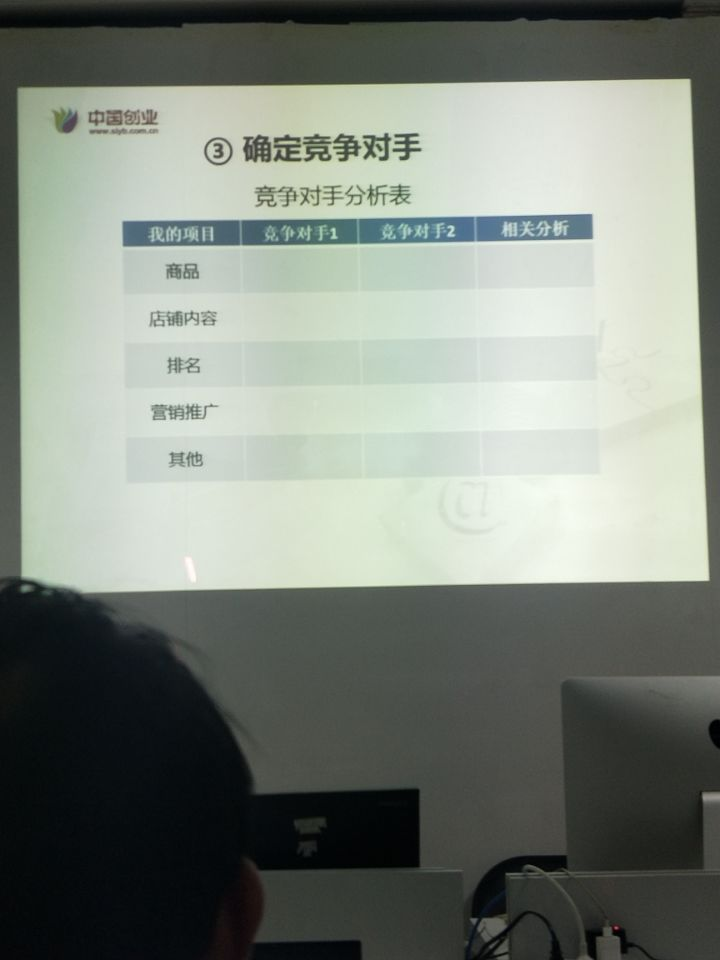 中国创业
www.siyb.com.cn
③ 确定竞争对手
竞争对手分析表
我的项目 竞争对手1 竞争对手2 相关分析
商品
店铺内容
排名
营销推广
其他
@